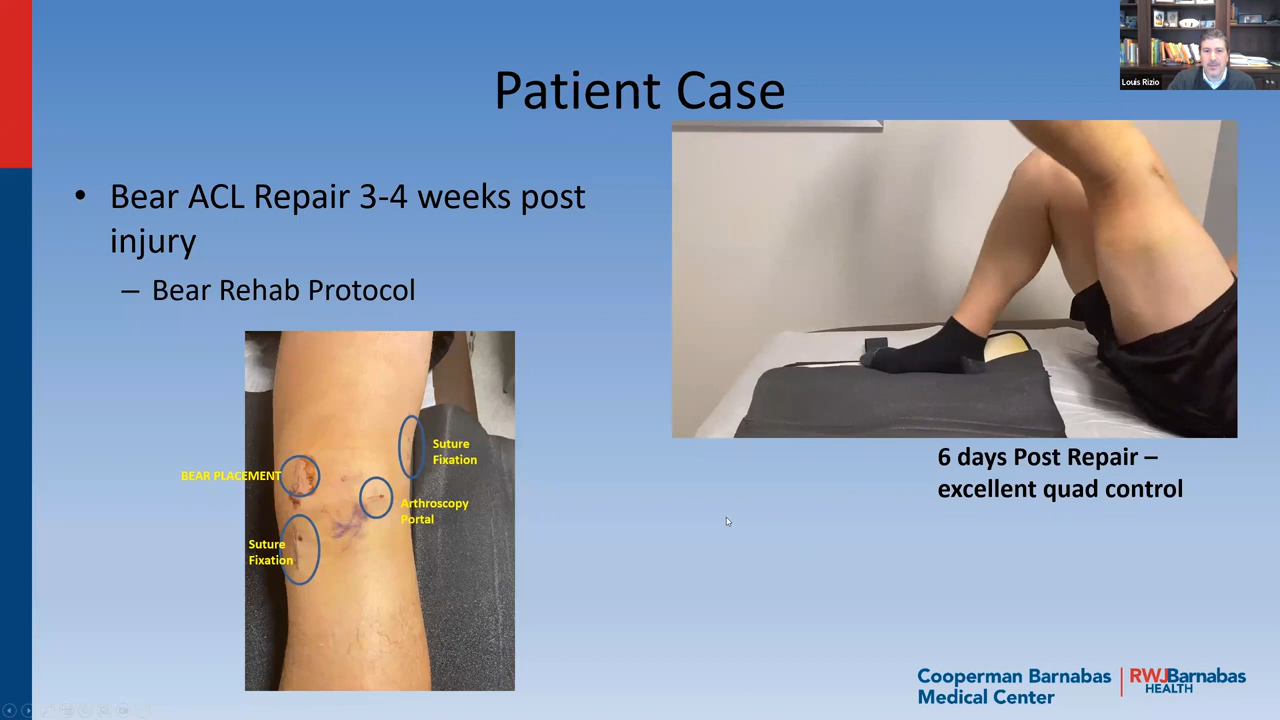 Louis Rizio
Patient Case
• Bear ACL Repair 3-4 weeks post
injury
– Bear Rehab Protocol
BEAR PLACEMENT
Suture
Fixation
Suture
Fixation
Arthroscopy
Portal
6 days Post Repair –
excellent quad control
Cooperman Barnabas
Medical Center
RWJBarnabas
HEALTH